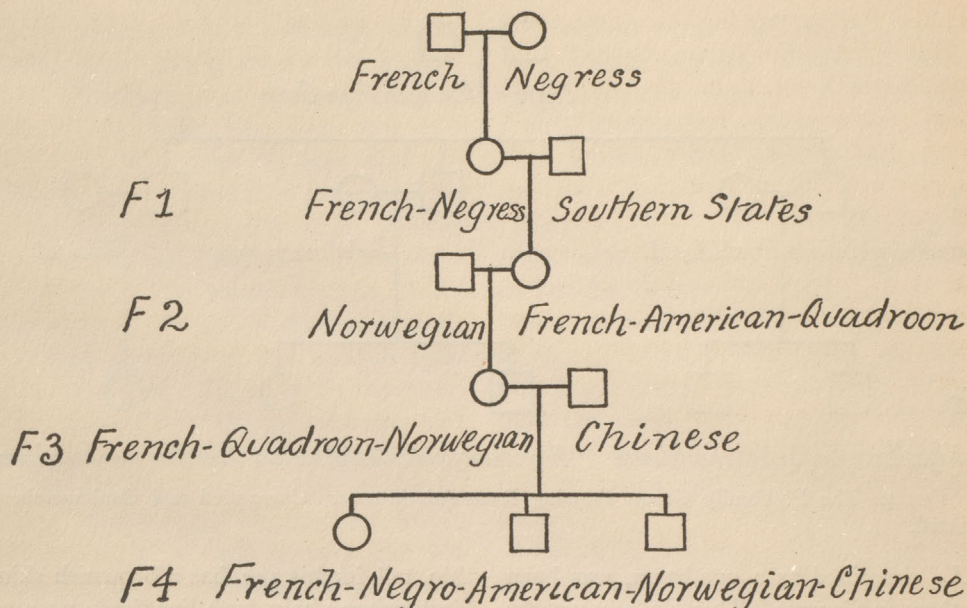 French Negress
F1 French-Negress Southern States
F2 Norwegian French-American-Quadroon
F3 French-Quadroon-Norwegian Chinese
F4 French-Negro-American-Norwegian-Chinese